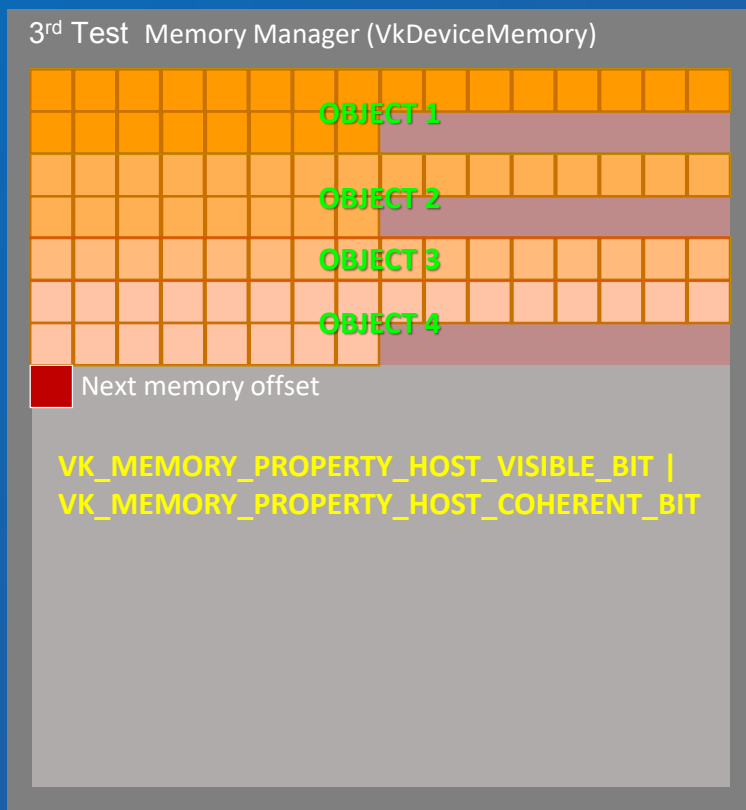 3rd Test Memory Manager (VkDeviceMemory)
OBJECT 1
OBJECT 2
OBJECT 3
OBJECT 4
Next memory offset
VK_MEMORY_PROPERTY_HOST_VISIBLE_BIT |
VK_MEMORY_PROPERTY_HOST_COHERENT_BIT